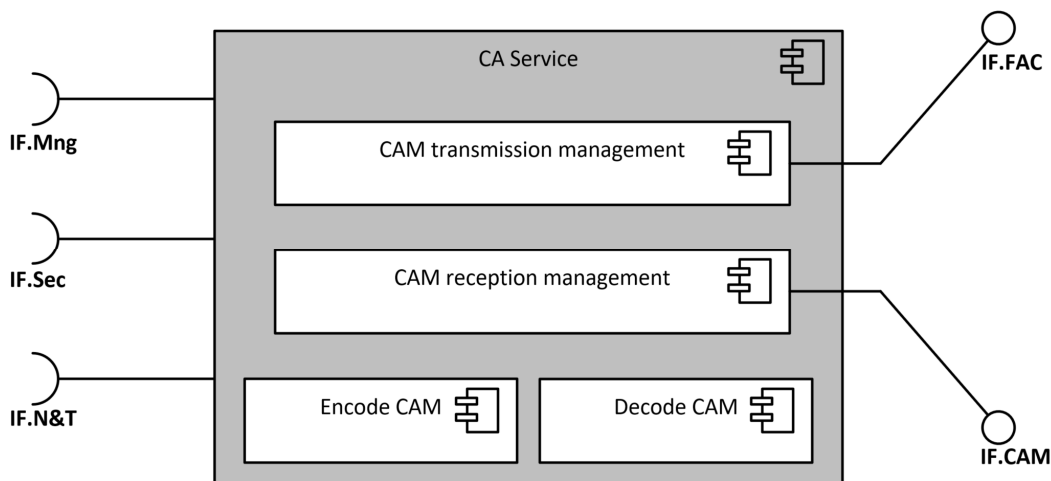 CA Service
IF.FAC
IF.Mng
CAM transmission management
IF.Sec
CAM reception management
IF.N&T
Encode CAM
Decode CAM
IF.CAM